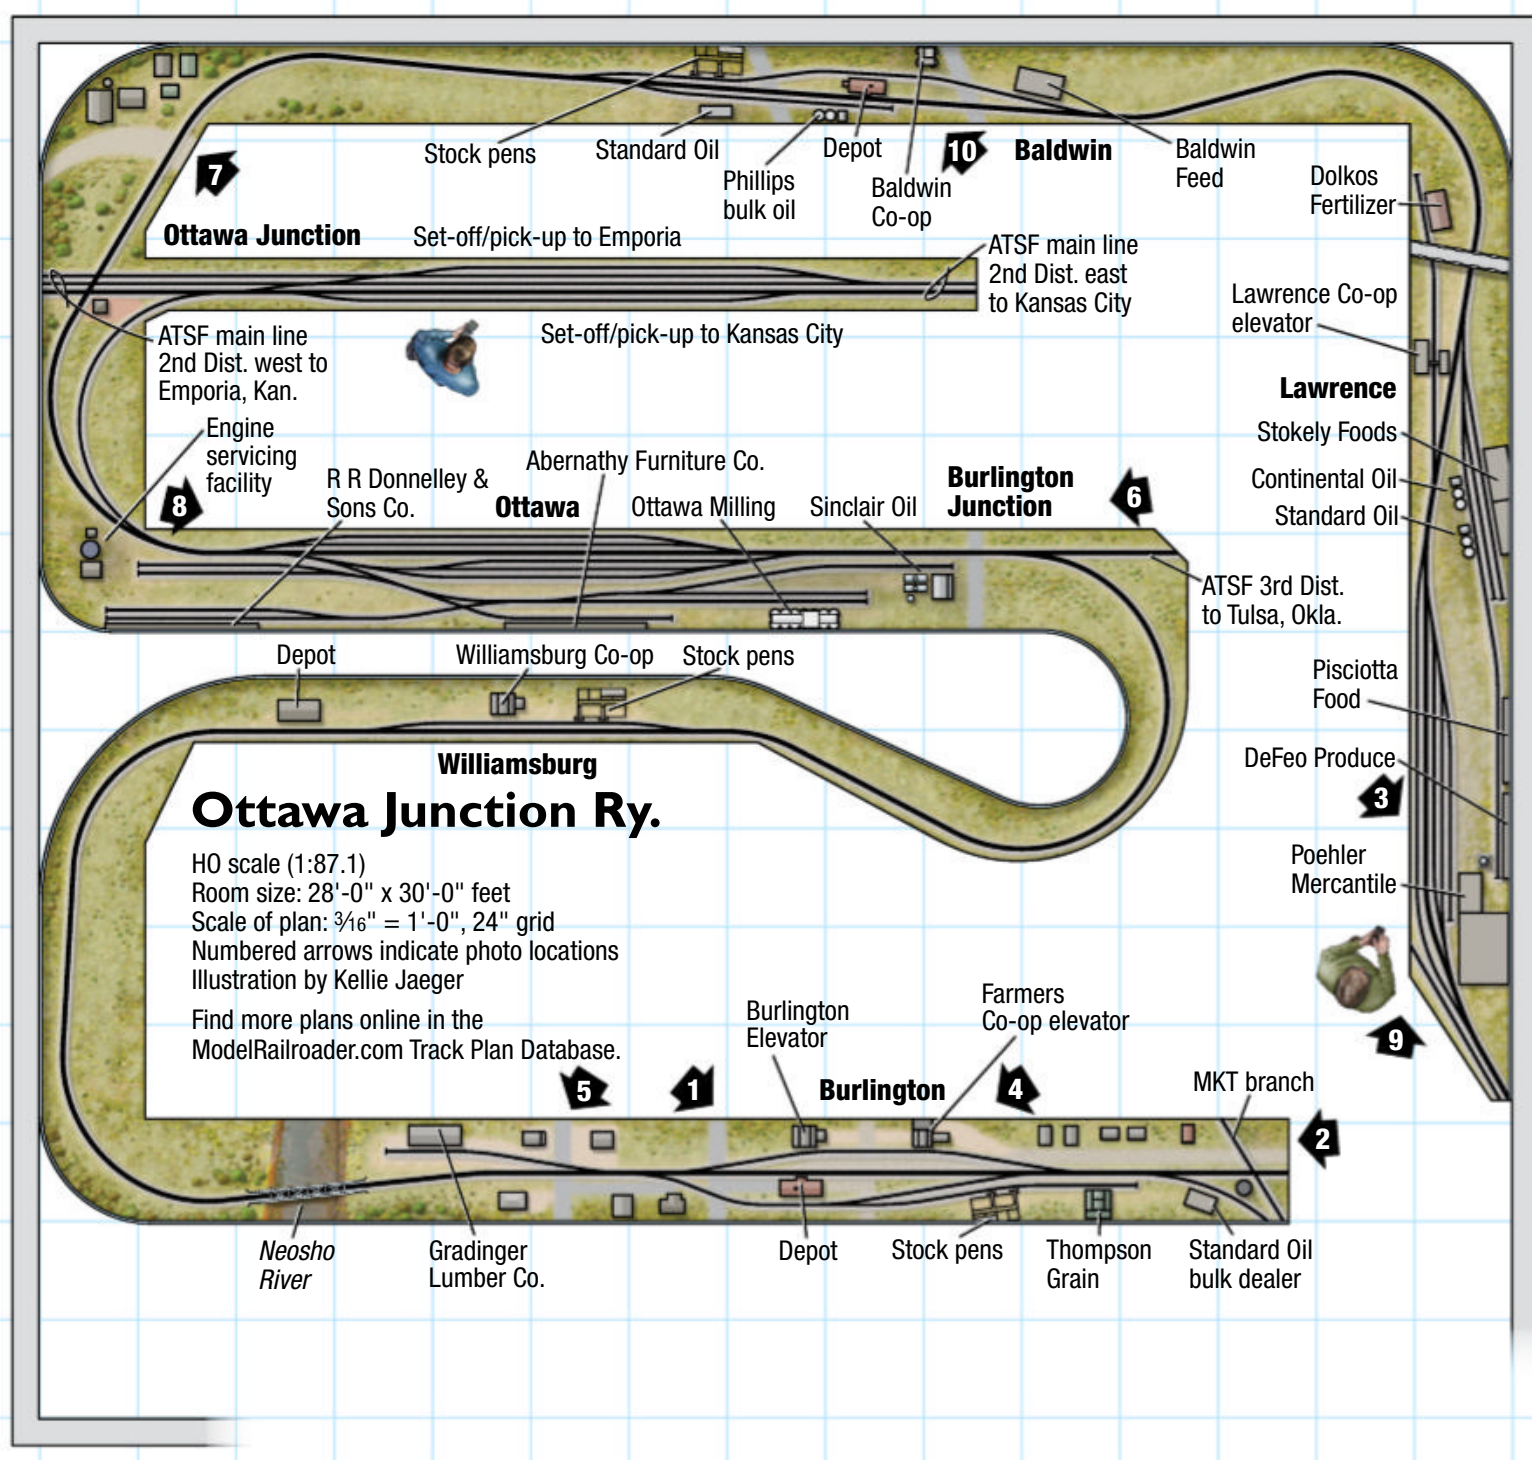 Stock pens
Standard Oil
Phillips
bulk oil
Depot
Baldwin
Co-op
10
Baldwin
Baldwin
Feed
Dolkos
Fertilizer
7
Ottawa Junction
Set-off/pick-up to Emporia
ATSF main line
2nd Dist. east
to Kansas City
Lawrence Co-op
elevator
ATSF main line
2nd Dist. west to
Emporia, Kan.
Set-off/pick-up to Kansas City
Lawrence
Stokely Foods
Continental Oil
Standard Oil
Engine
servicing
facility
8
R R Donnelley &
Sons Co.
Abernathy Furniture Co.
Ottawa
Ottawa Milling
Sinclair Oil
Burlington
Junction
6
ATSF 3rd Dist.
to Tulsa, Okla.
Depot
Williamsburg Co-op
Stock pens
Pisciotta
Food
DeFeo Produce
3
Williamsburg
Ottawa Junction Ry.
HO scale (1:87.1)
Room size: 28'-0" x 30'-0" feet
Scale of plan: 3⁄16" = 1'-0", 24" grid
Numbered arrows indicate photo locations
Illustration by Kellie Jaeger
Find more plans online in the
ModelRailroader.com Track Plan Database.
Poehler
Mercantile
9
Burlington
Elevator
Farmers
Co-op elevator
5
1
Burlington
4
MKT branch
2
Neosho
River
Gradinger
Lumber Co.
Depot
Stock pens
Thompson
Grain
Standard Oil
bulk dealer